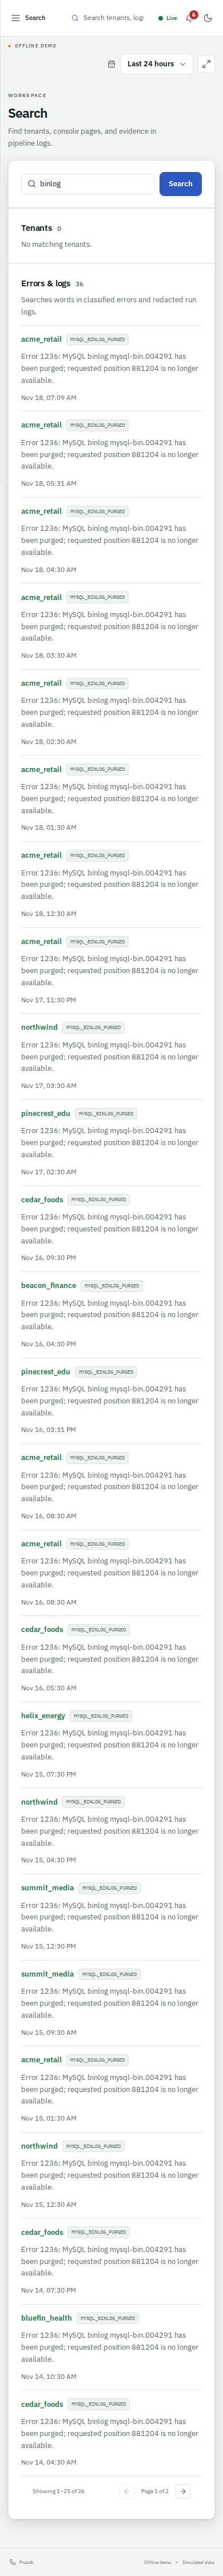 Search
Search tenants, logs
Live
6
OFFLINE DEMO
Last 24 hours
WORKSPACE
Search
Find tenants, console pages, and evidence in
pipeline logs.
binlog
Search
Tenants 0
No matching tenants.
Errors & logs 36
Searches words in classified errors and redacted run
logs.
acme_retail MYSQL_BINLOG_PURGED
Error 1236: MySQL binlog mysql-bin.004291 has
been purged; requested position 881204 is no longer
available.
Nov 18, 07:09 AM
acme_retail MYSQL_BINLOG_PURGED
Error 1236: MySQL binlog mysql-bin.004291 has
been purged; requested position 881204 is no longer
available.
Nov 18, 05:31 AM
acme_retail MYSQL_BINLOG_PURGED
Error 1236: MySQL binlog mysql-bin.004291 has
been purged; requested position 881204 is no longer
available.
Nov 18, 04:30 AM
acme_retail MYSQL_BINLOG_PURGED
Error 1236: MySQL binlog mysql-bin.004291 has
been purged; requested position 881204 is no longer
available.
Nov 18, 03:30 AM
acme_retail MYSQL_BINLOG_PURGED
Error 1236: MySQL binlog mysql-bin.004291 has
been purged; requested position 881204 is no longer
available.
Nov 18, 02:30 AM
acme_retail MYSQL_BINLOG_PURGED
Error 1236: MySQL binlog mysql-bin.004291 has
been purged; requested position 881204 is no longer
available.
Nov 18, 01:30 AM
acme_retail MYSQL_BINLOG_PURGED
Error 1236: MySQL binlog mysql-bin.004291 has
been purged; requested position 881204 is no longer
available.
Nov 18, 12:30 AM
acme_retail MYSQL_BINLOG_PURGED
Error 1236: MySQL binlog mysql-bin.004291 has
been purged; requested position 881204 is no longer
available.
Nov 17, 11:30 PM
northwind MYSQL_BINLOG_PURGED
Error 1236: MySQL binlog mysql-bin.004291 has
been purged; requested position 881204 is no longer
available.
Nov 17, 03:30 AM
pinecrest_edu MYSQL_BINLOG_PURGED
Error 1236: MySQL binlog mysql-bin.004291 has
been purged; requested position 881204 is no longer
available.
Nov 17, 02:30 AM
cedar_foods MYSQL_BINLOG_PURGED
Error 1236: MySQL binlog mysql-bin.004291 has
been purged; requested position 881204 is no longer
available.
Nov 16, 09:30 PM
beacon_finance MYSQL_BINLOG_PURGED
Error 1236: MySQL binlog mysql-bin.004291 has
been purged; requested position 881204 is no longer
available.
Nov 16, 04:30 PM
pinecrest_edu MYSQL_BINLOG_PURGED
Error 1236: MySQL binlog mysql-bin.004291 has
been purged; requested position 881204 is no longer
available.
Nov 16, 03:31 PM
acme_retail MYSQL_BINLOG_PURGED
Error 1236: MySQL binlog mysql-bin.004291 has
been purged; requested position 881204 is no longer
available.
Nov 16, 08:30 AM
acme_retail MYSQL_BINLOG_PURGED
Error 1236: MySQL binlog mysql-bin.004291 has
been purged; requested position 881204 is no longer
available.
Nov 16, 08:30 AM
cedar_foods MYSQL_BINLOG_PURGED
Error 1236: MySQL binlog mysql-bin.004291 has
been purged; requested position 881204 is no longer
available.
Nov 16, 05:30 AM
helix_energy MYSQL_BINLOG_PURGED
Error 1236: MySQL binlog mysql-bin.004291 has
been purged; requested position 881204 is no longer
available.
Nov 15, 07:30 PM
northwind MYSQL_BINLOG_PURGED
Error 1236: MySQL binlog mysql-bin.004291 has
been purged; requested position 881204 is no longer
available.
Nov 15, 04:30 PM
summit_media MYSQL_BINLOG_PURGED
Error 1236: MySQL binlog mysql-bin.004291 has
been purged; requested position 881204 is no longer
available.
Nov 15, 12:30 PM
summit_media MYSQL_BINLOG_PURGED
Error 1236: MySQL binlog mysql-bin.004291 has
been purged; requested position 881204 is no longer
available.
Nov 15, 09:30 AM
acme_retail MYSQL_BINLOG_PURGED
Error 1236: MySQL binlog mysql-bin.004291 has
been purged; requested position 881204 is no longer
available.
Nov 15, 01:30 AM
northwind MYSQL_BINLOG_PURGED
Error 1236: MySQL binlog mysql-bin.004291 has
been purged; requested position 881204 is no longer
available.
Nov 15, 12:30 AM
cedar_foods MYSQL_BINLOG_PURGED
Error 1236: MySQL binlog mysql-bin.004291 has
been purged; requested position 881204 is no longer
available.
Nov 14, 07:30 PM
bluefin_health MYSQL_BINLOG_PURGED
Error 1236: MySQL binlog mysql-bin.004291 has
been purged; requested position 881204 is no longer
available.
Nov 14, 10:30 AM
cedar_foods MYSQL_BINLOG_PURGED
Error 1236: MySQL binlog mysql-bin.004291 has
been purged; requested position 881204 is no longer
available.
Nov 14, 04:30 AM
Showing 1–25 of 36
Page 1 of 2
Offline demo • Simulated data